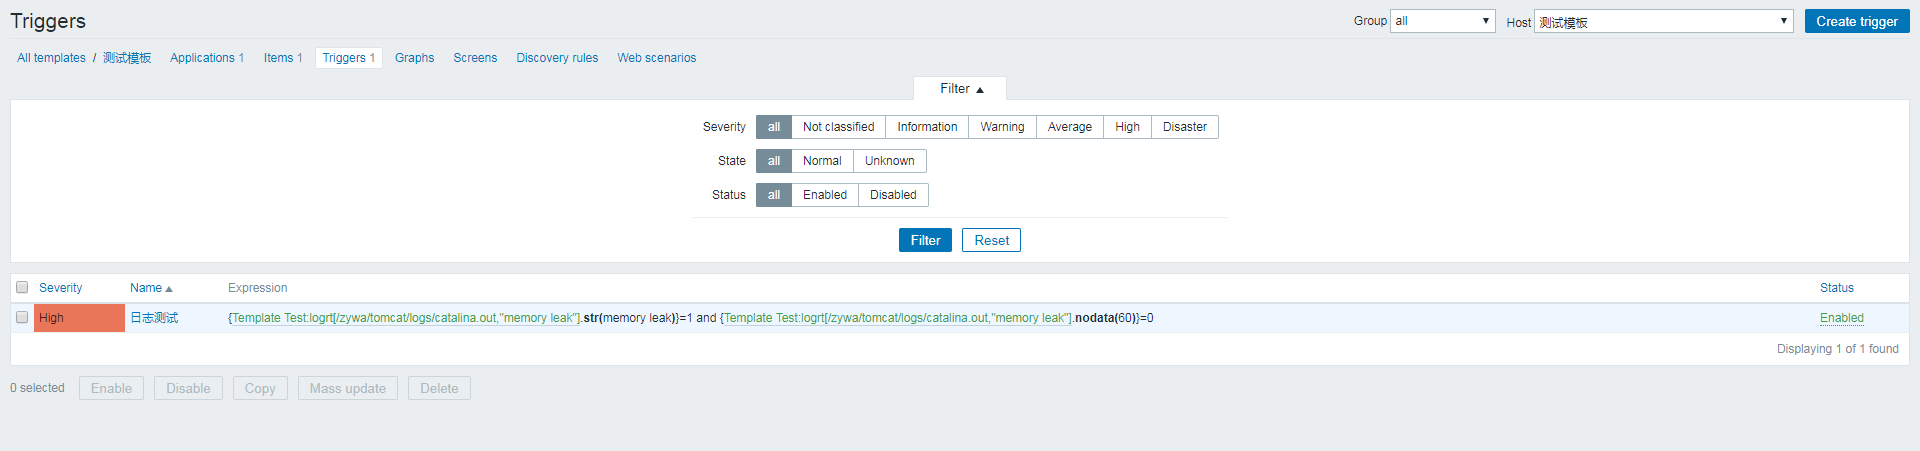 Triggers
Group all Host 测试模板 Create trigger
All templates / 测试模板 Applications 1 Items 1 Triggers 1 Graphs Screens Discovery rules Web scenarios
Filter
Severity all Not classified Information Warning Average High Disaster
State all Normal Unknown
Status all Enabled Disabled
Filter Reset
Severity Name Expression Status
High 日志测试 {Template Test:logrt[/zywa/tomcat/logs/catalina.out,"memory leak"].str(memory leak)}=1 and {Template Test:logrt[/zywa/tomcat/logs/catalina.out,"memory leak"].nodata(60)}=0 Enabled
Displaying 1 of 1 found
0 selected Enable Disable Copy Mass update Delete